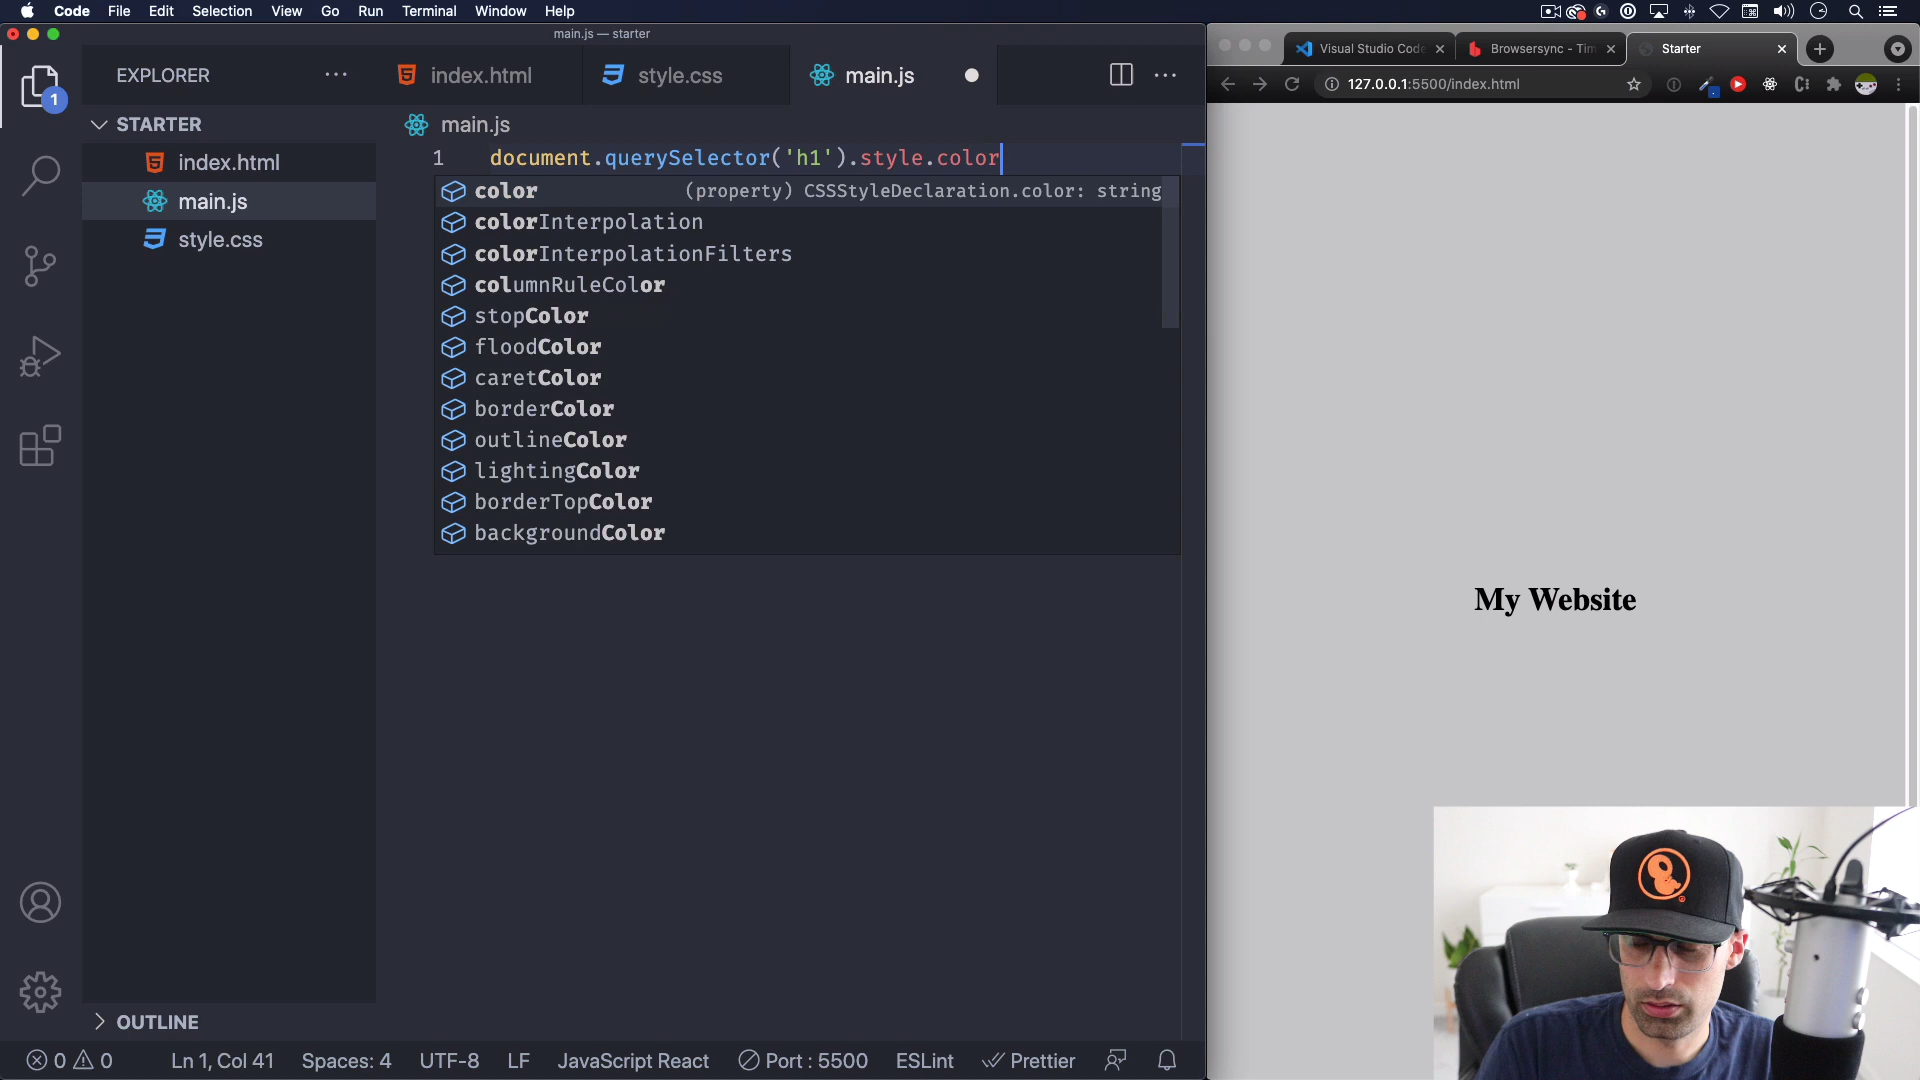 Code File Edit Selection View Go Run Terminal Window Help
main.js — starter
EXPLORER
1
index.html
style.css
main.js
STARTER
index.html
main.js
style.css
OUTLINE
main.js
1 document.querySelector('h1').style.color
color (property) CSSStyleDeclaration.color: string
colorInterpolation
colorInterpolationFilters
columnRuleColor
stopColor
floodColor
caretColor
borderColor
outlineColor
lightingColor
borderTopColor
backgroundColor
0 0 Ln 1, Col 41 Spaces: 4 UTF-8 LF JavaScript React Port : 5500 ESLint Prettier
Visual Studio Code
Browsersync - Tim
Starter
127.0.0.1:5500/index.html
My Website